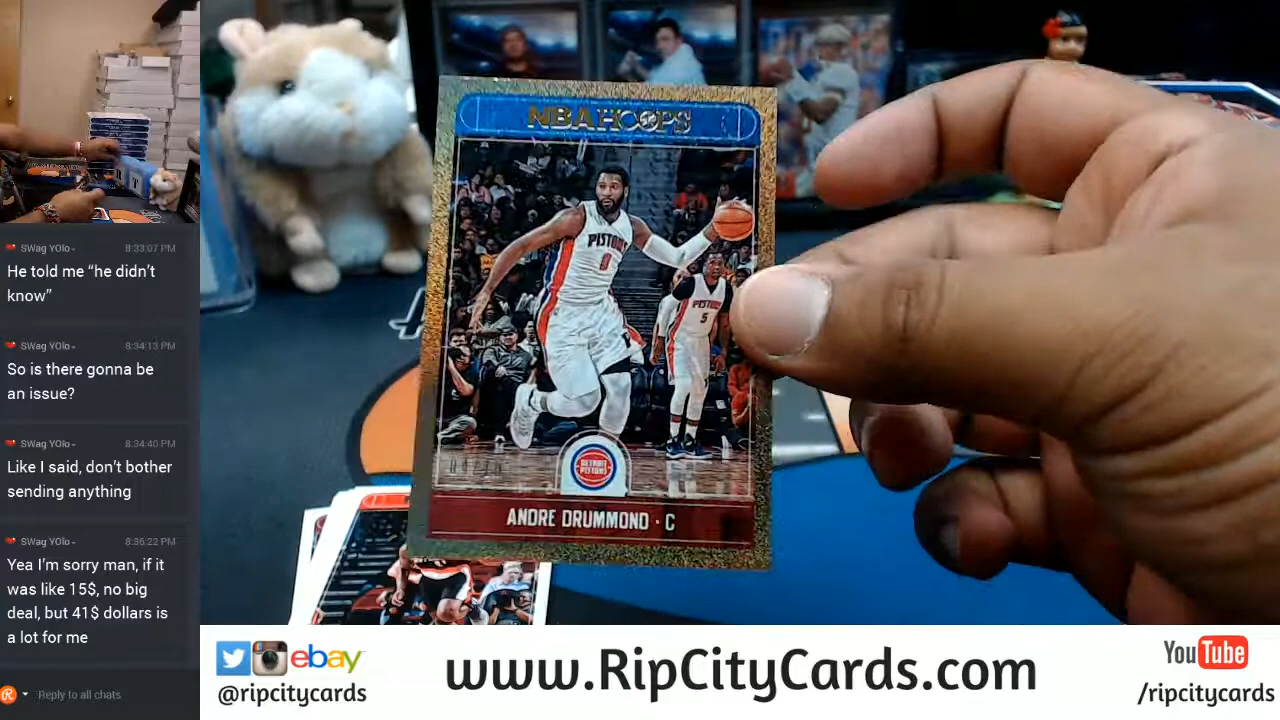 SWag YOlo- 8:33:07 PM
He told me “he didn’t
know”
SWag YOlo- 8:34:13 PM
So is there gonna be
an issue?
SWag YOlo- 8:34:40 PM
Like I said, don’t bother
sending anything
SWag YOlo- 8:36:22 PM
Yea I’m sorry man, if it
was like 15$, no big
deal, but 41$ dollars is
a lot for me
Reply to all chats
NBA HOOPS
PISTONS
PISTONS
5
DETROIT
PISTONS
ANDRE DRUMMOND · C
ebay
@ripcitycards
www.RipCityCards.com
YouTube
/ripcitycards